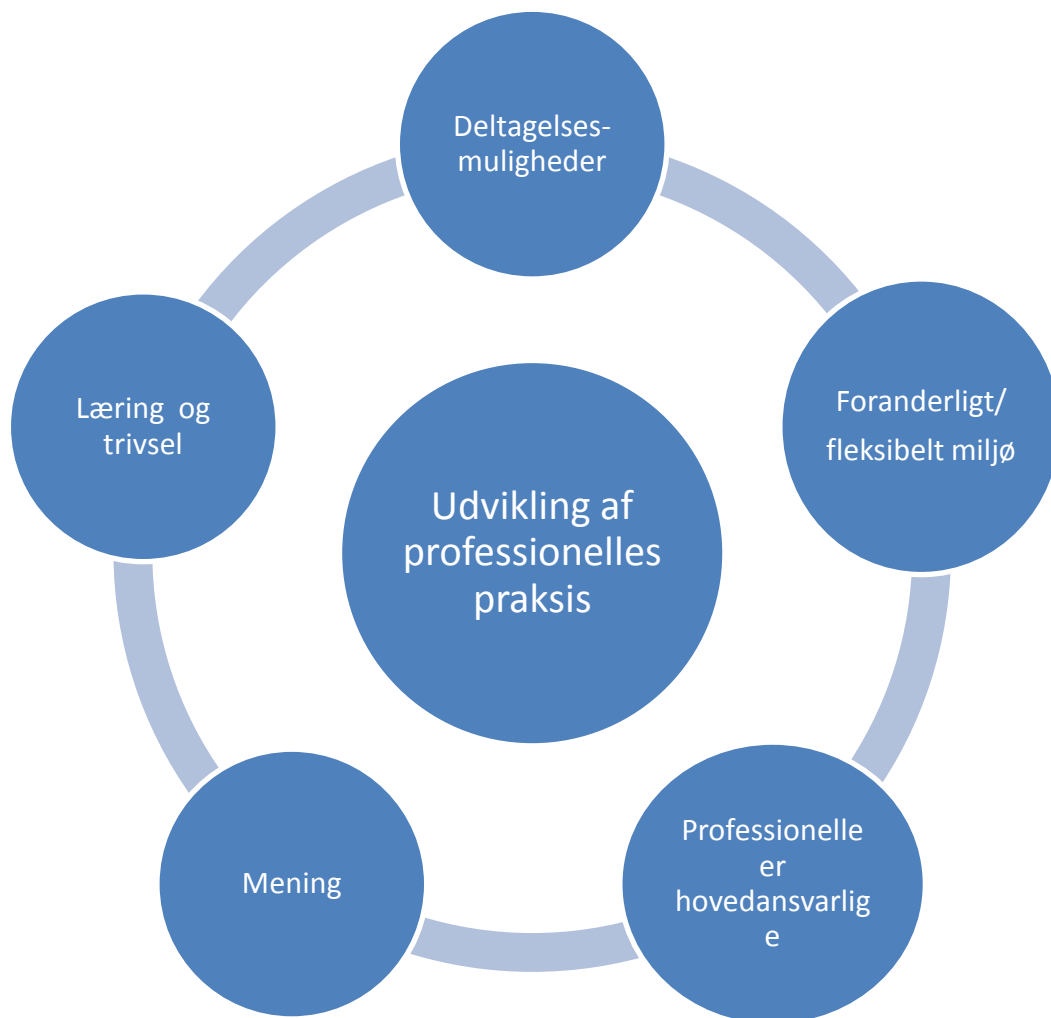 Deltagelses-
muligheder
Foranderligt/
fleksibelt miljø
Professionelle
er
hovedansvarlig
e
Mening
Læring og
trivsel
Udvikling af
professionelles
praksis